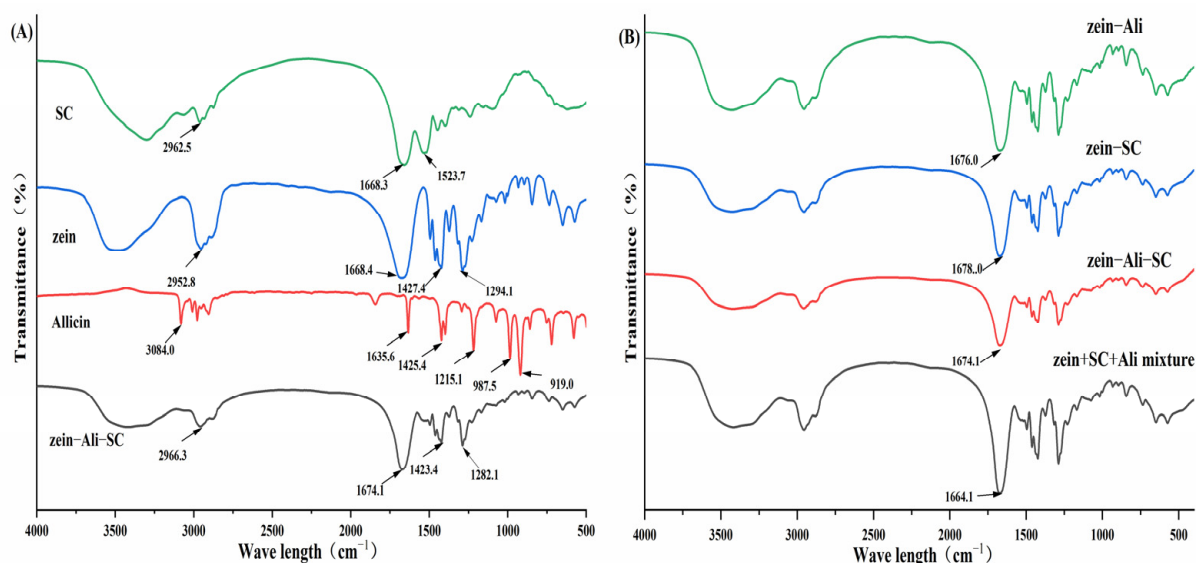 (A)
SC
2962.5
1668.3
1523.7
zein
2952.8
1668.4
1427.4
1294.1
Allicin
3084.0
1635.6
1425.4
1215.1
987.5
919.0
zein−Ali−SC
2966.3
1674.1
1423.4
1282.1
Transmittance（%）
4000 3500 3000 2500 2000 1500 1000 500
Wave length（cm⁻¹）
(B)
zein−Ali
1676.0
zein−SC
1678..0
zein−Ali−SC
1674.1
zein+SC+Ali mixture
1664.1
Transmittance（%）
4000 3500 3000 2500 2000 1500 1000 500
Wave length（cm⁻¹）